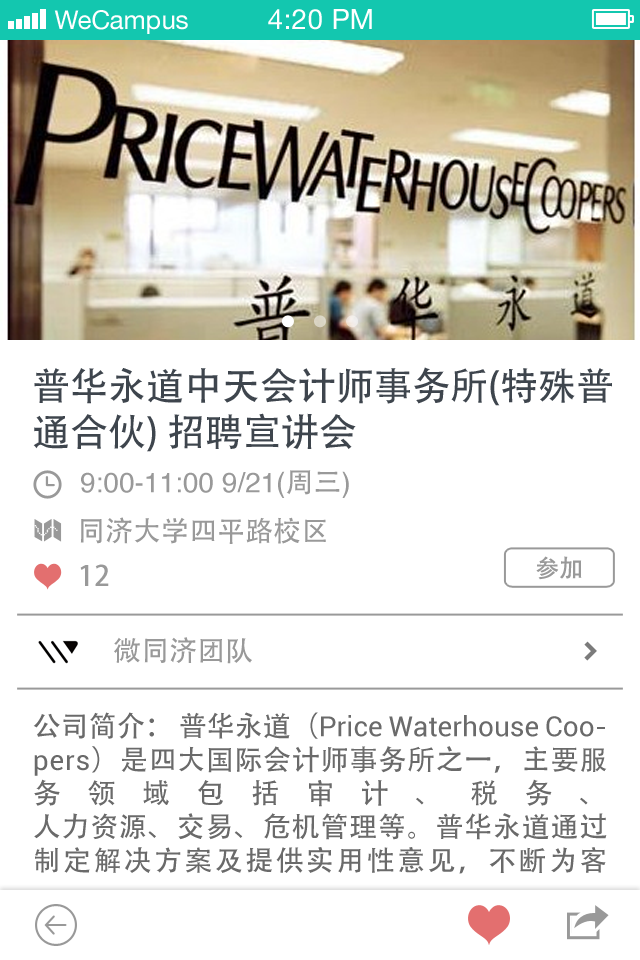 WeCampus 4:20 PM
PRICEWATERHOUSECOOPERS
普华永道
普华永道中天会计师事务所(特殊普
通合伙) 招聘宣讲会
9:00-11:00 9/21(周三)
同济大学四平路校区
12
参加
微同济团队
公司简介： 普华永道（Price Waterhouse Coo-
pers）是四大国际会计师事务所之一，主要服
务领域包括审计、税务、
人力资源、交易、危机管理等。普华永道通过
制定解决方案及提供实用性意见，不断为客